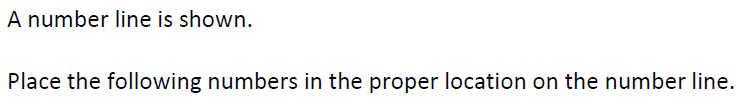 A number line is shown.
Place the following numbers in the proper location on the number line.